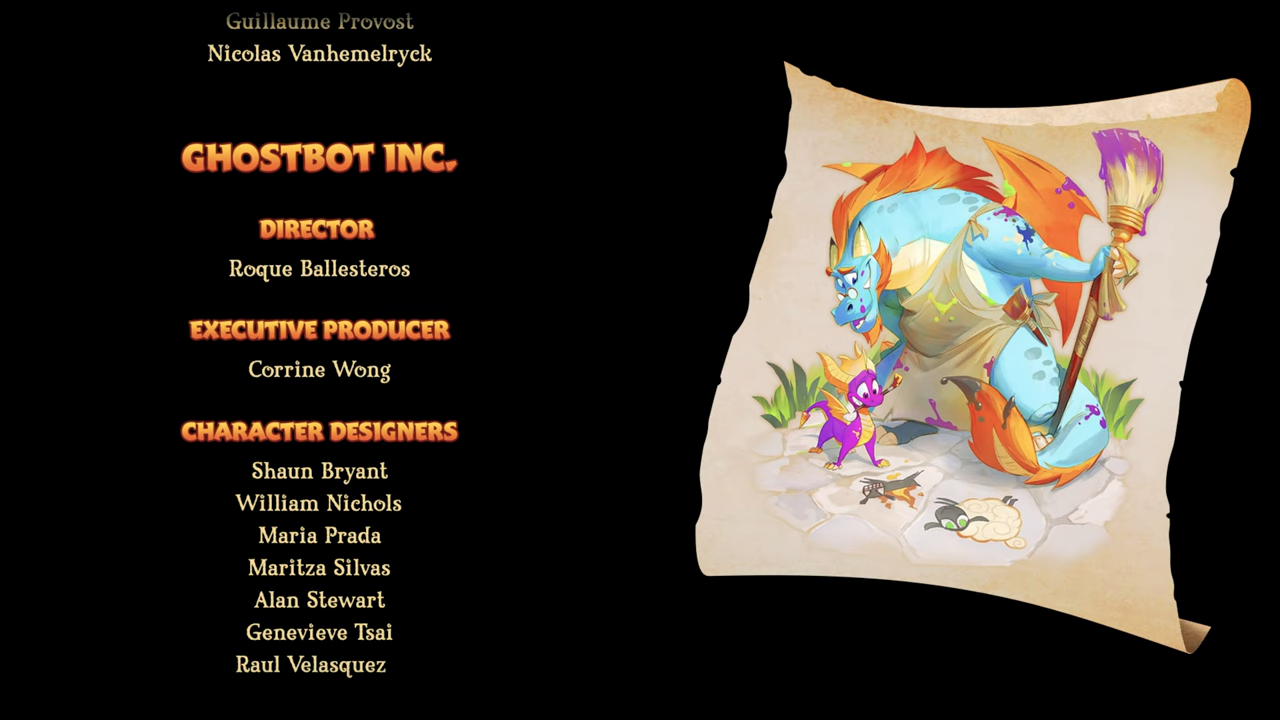 Guillaume Provost
Nicolas Vanhemelryck
GHOSTBOT INC.
DIRECTOR
Roque Ballesteros
EXECUTIVE PRODUCER
Corrine Wong
CHARACTER DESIGNERS
Shaun Bryant
William Nichols
Maria Prada
Maritza Silvas
Alan Stewart
Genevieve Tsai
Raul Velasquez